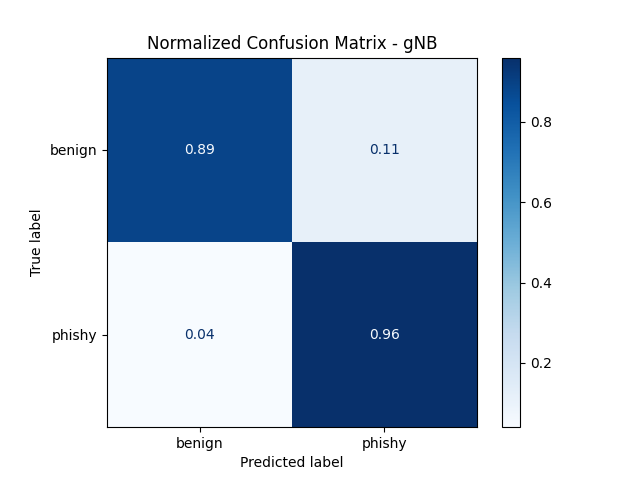 Normalized Confusion Matrix - gNB
True label
benign
0.89
0.11
phishy
0.04
0.96
benign
phishy
Predicted label
0.8
0.6
0.4
0.2